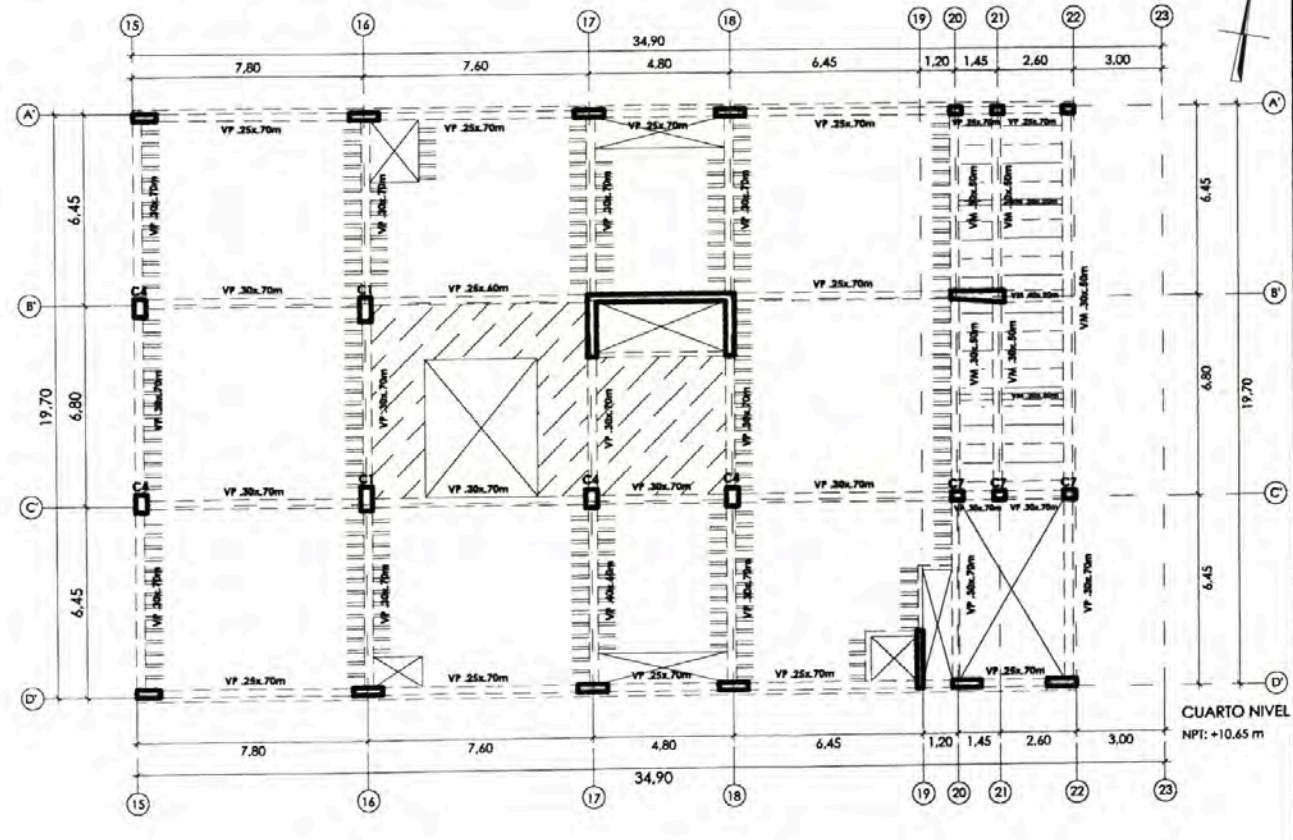 15 16 17 18 19 20 21 22 23
34,90
7,80 7,60 4,80 6,45 1,20 1,45 2,60 3,00
A' A'
VP .25x.70m VP .25x.70m VP .25x.70m VP .25x.70m VP .25x.70m VP .25x.70m
6,45 VP .30x.70m VP .30x.70m VP .30x.70m VP .30x.70m VM .30x.50m VM .30x.50m 6,45
C4 VP .30x.70m VP .25x.60m VP .25x.70m VM .30x.50m
B' B'
19,70 6,80 VP .30x.70m VP .30x.70m VP .30x.70m VP .30x.70m VM .30x.50m VM .30x.50m 6,80 19,70
C4 C1 C4 C4 C7 C7 C7
VP .30x.70m VP .30x.70m VP .30x.70m VP .30x.70m VP .30x.70m VP .30x.70m
C' C'
6,45 VP .30x.70m VP .30x.70m VP .40x.60m VP .30x.70m VP .30x.70m VP .30x.70m 6,45
VP .25x.70m VP .25x.70m VP .25x.70m VP .25x.70m
D' D'
CUARTO NIVEL
NPT: +10.65 m
7,80 7,60 4,80 6,45 1,20 1,45 2,60 3,00
34,90
15 16 17 18 19 20 21 22 23